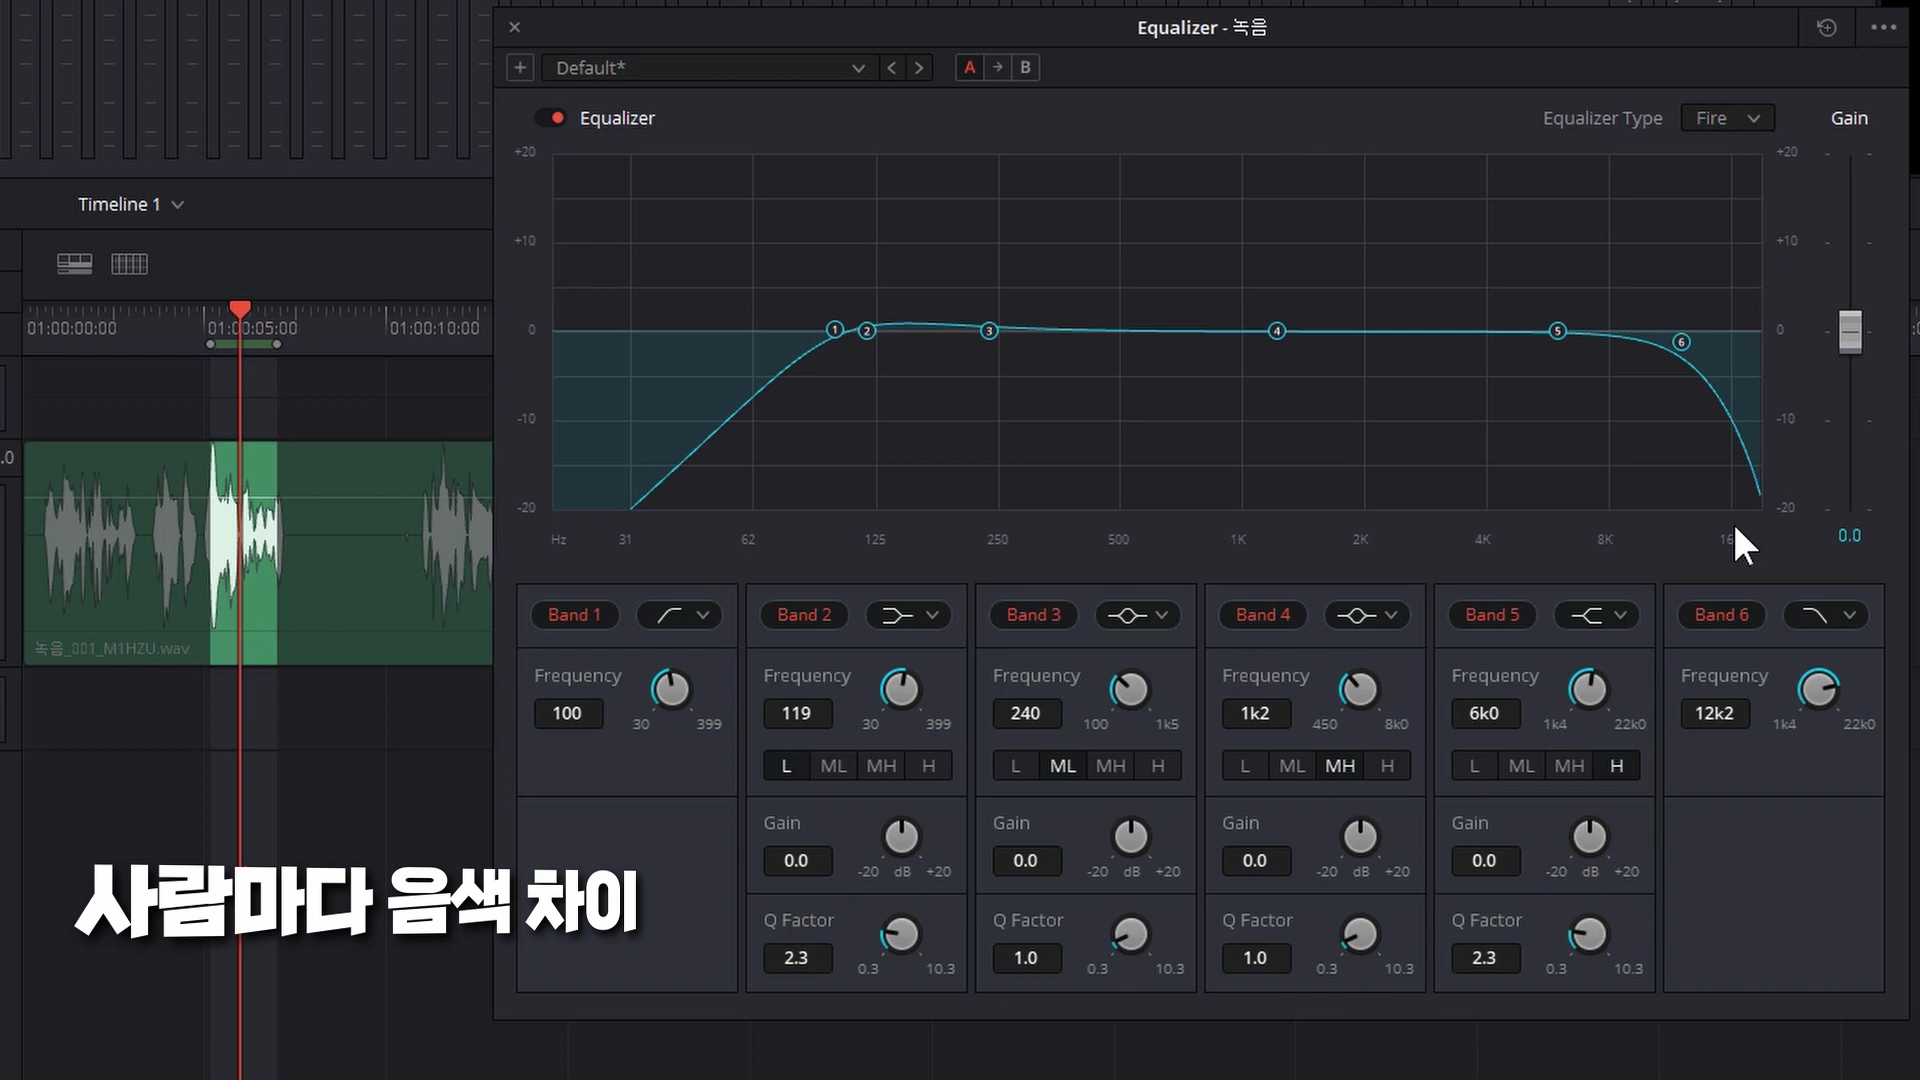 Equalizer - 녹음
Default*
A
B
Equalizer
Equalizer Type
Fire
Gain
+20
+10
0
-10
-20
+20
+10
0
-10
-20
Hz 31 62 125 250 500 1K 2K 4K 8K
0.0
Timeline 1
01:00:00:00
01:00:05:00
01:00:10:00
.0
녹음_001_M1HZU.wav
사람마다 음색 차이
1
2
3
4
5
6
Band 1
Frequency
100
30 399
Band 2
Frequency
119
30 399
L ML MH H
Gain
0.0
-20 dB +20
Q Factor
2.3
0.3 10.3
Band 3
Frequency
240
100 1k5
L ML MH H
Gain
0.0
-20 dB +20
Q Factor
1.0
0.3 10.3
Band 4
Frequency
1k2
450 8k0
L ML MH H
Gain
0.0
-20 dB +20
Q Factor
1.0
0.3 10.3
Band 5
Frequency
6k0
1k4 22k0
L ML MH H
Gain
0.0
-20 dB +20
Q Factor
2.3
0.3 10.3
Band 6
Frequency
12k2
1k4 22k0